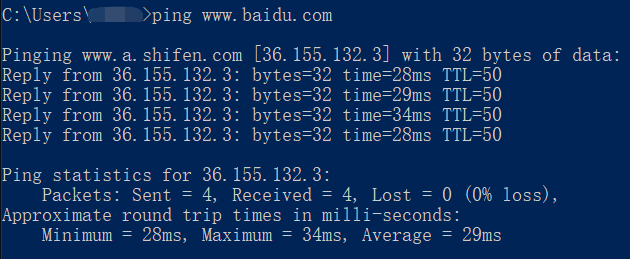 C:\Users\ >ping www.baidu.com
Pinging www.a.shifen.com [36.155.132.3] with 32 bytes of data:
Reply from 36.155.132.3: bytes=32 time=28ms TTL=50
Reply from 36.155.132.3: bytes=32 time=29ms TTL=50
Reply from 36.155.132.3: bytes=32 time=34ms TTL=50
Reply from 36.155.132.3: bytes=32 time=28ms TTL=50
Ping statistics for 36.155.132.3:
Packets: Sent = 4, Received = 4, Lost = 0 (0% loss),
Approximate round trip times in milli-seconds:
Minimum = 28ms, Maximum = 34ms, Average = 29ms